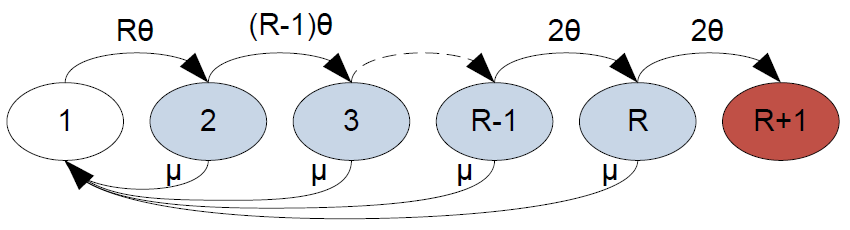 Rθ (R-1)θ 2θ 2θ
1 2 3 R-1 R R+1
μ μ μ μ